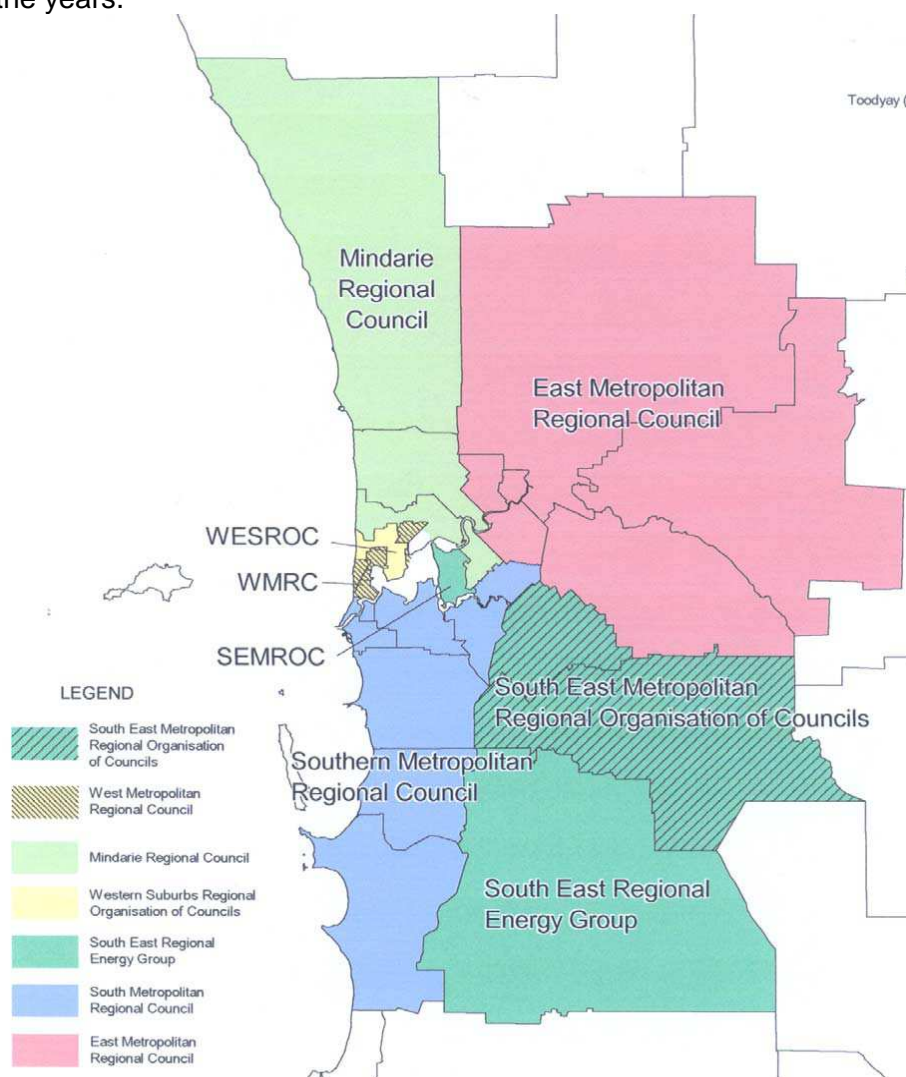 the years.
Toodyay (
Mindarie
Regional
Council
East Metropolitan
Regional Council
WESROC
WMRC
SEMROC
South East Metropolitan
Regional Organisation of Councils
Southern Metropolitan
Regional Council
South East Regional
Energy Group
LEGEND
South East Metropolitan
Regional Organisation
of Councils
West Metropolitan
Regional Council
Mindarie Regional Council
Western Suburbs Regional
Organisation of Councils
South East Regional
Energy Group
South Metropolitan
Regional Council
East Metropolitan
Regional Council